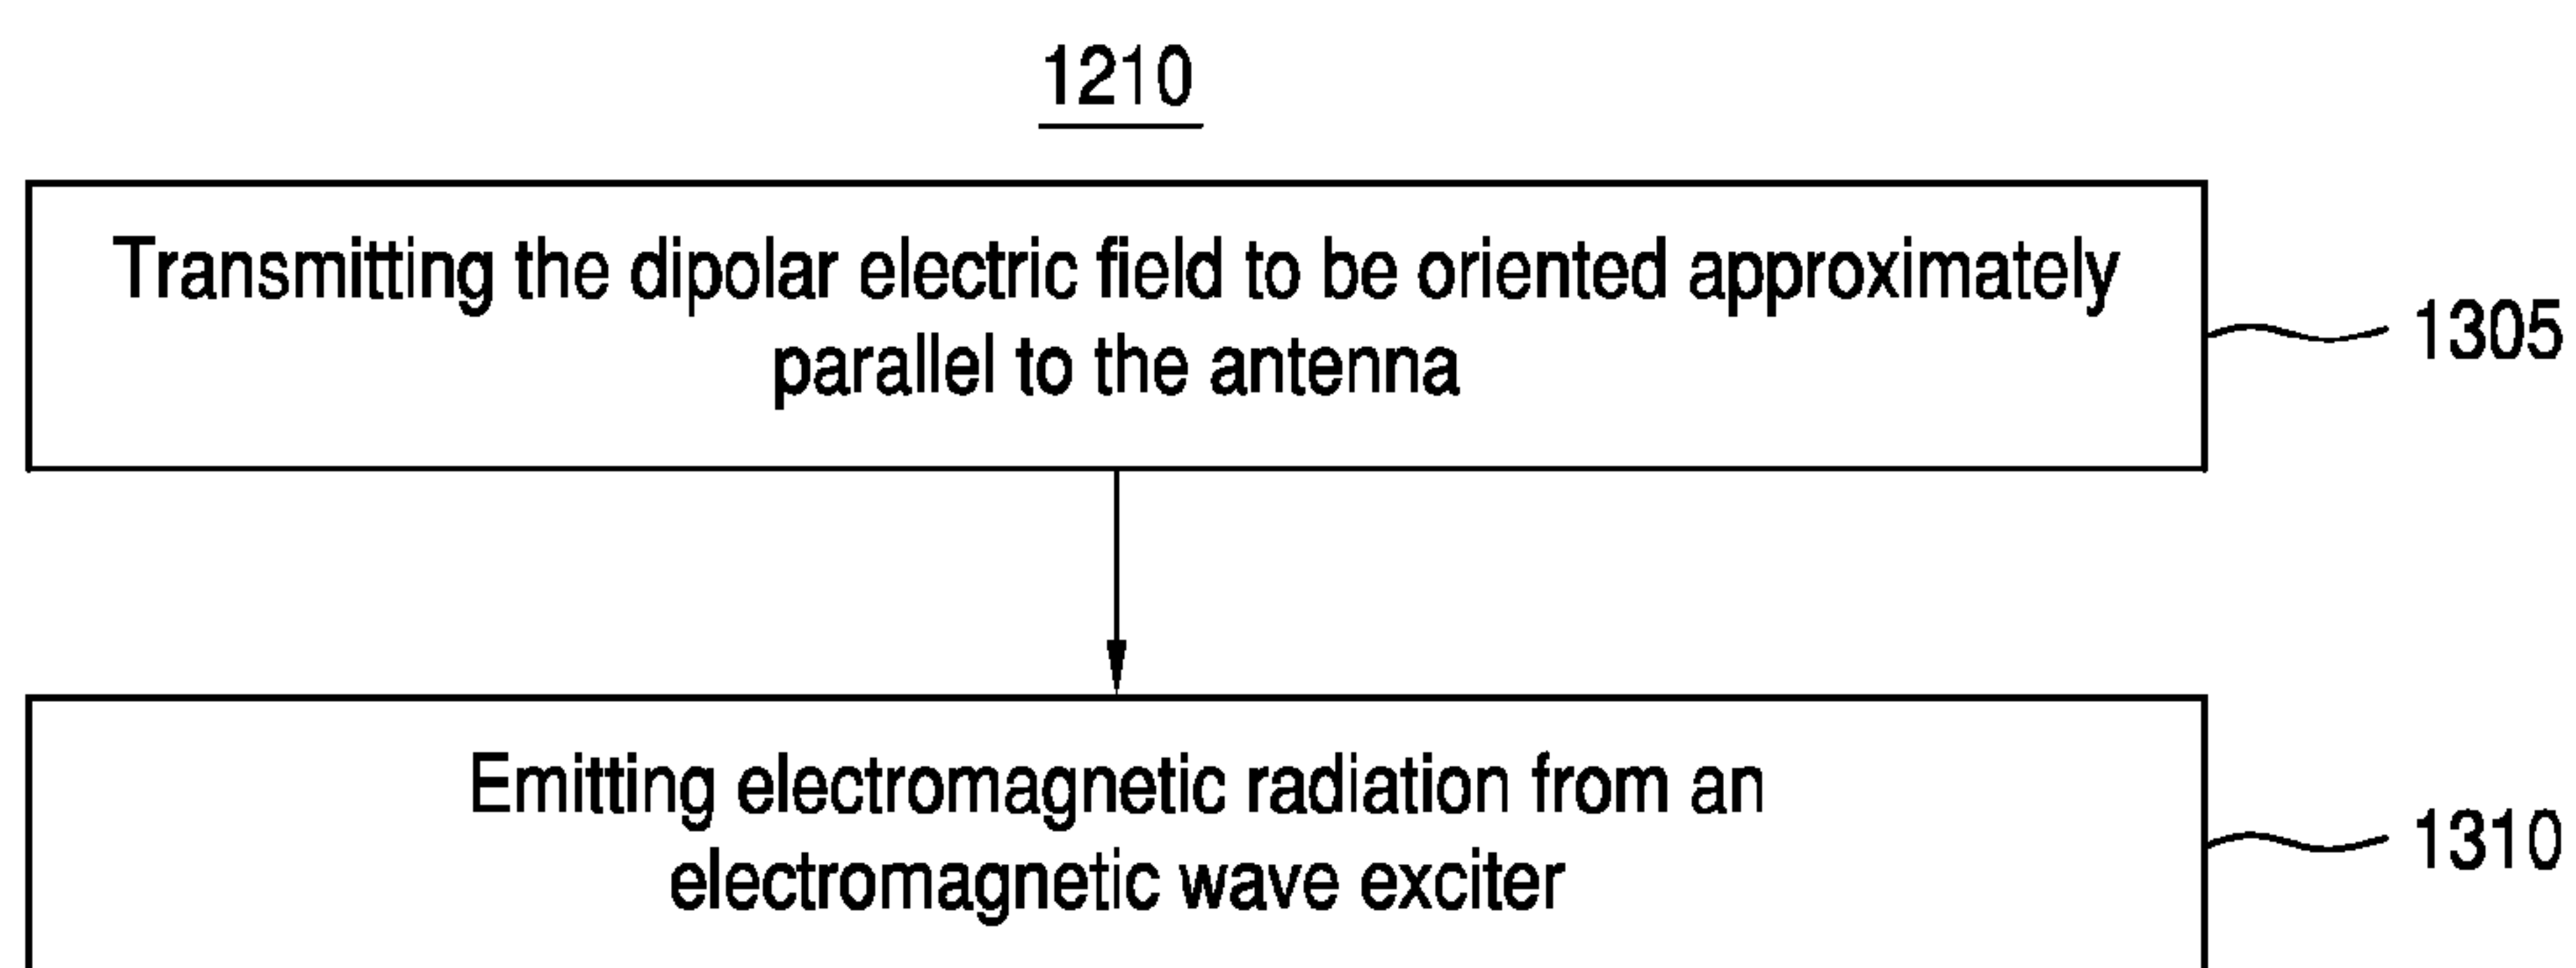 1210
Transmitting the dipolar electric field to be oriented approximately
parallel to the antenna
1305
Emitting electromagnetic radiation from an
electromagnetic wave exciter
1310